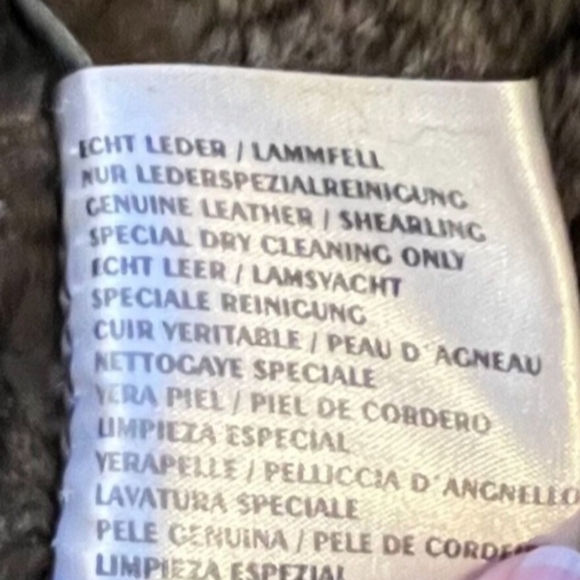 ECHT LEDER / LAMMFELL
NUR LEDERSPEZIALREINIGUNG
GENUINE LEATHER / SHEARLING
SPECIAL DRY CLEANING ONLY
ECHT LEER / LAMSVACHT
SPECIALE REINIGUNG
CUIR VERITABLE / PEAU D´AGNEAU
NETTOGAYE SPECIALE
VERA PIEL / PIEL DE CORDERO
LIMPIEZA ESPECIAL
VERAPELLE / PELLICCIA D´ANGNELLO
LAVATURA SPECIALE
PELE GENUINA / PELE DE
LIMPIEZA ESPEZIAL